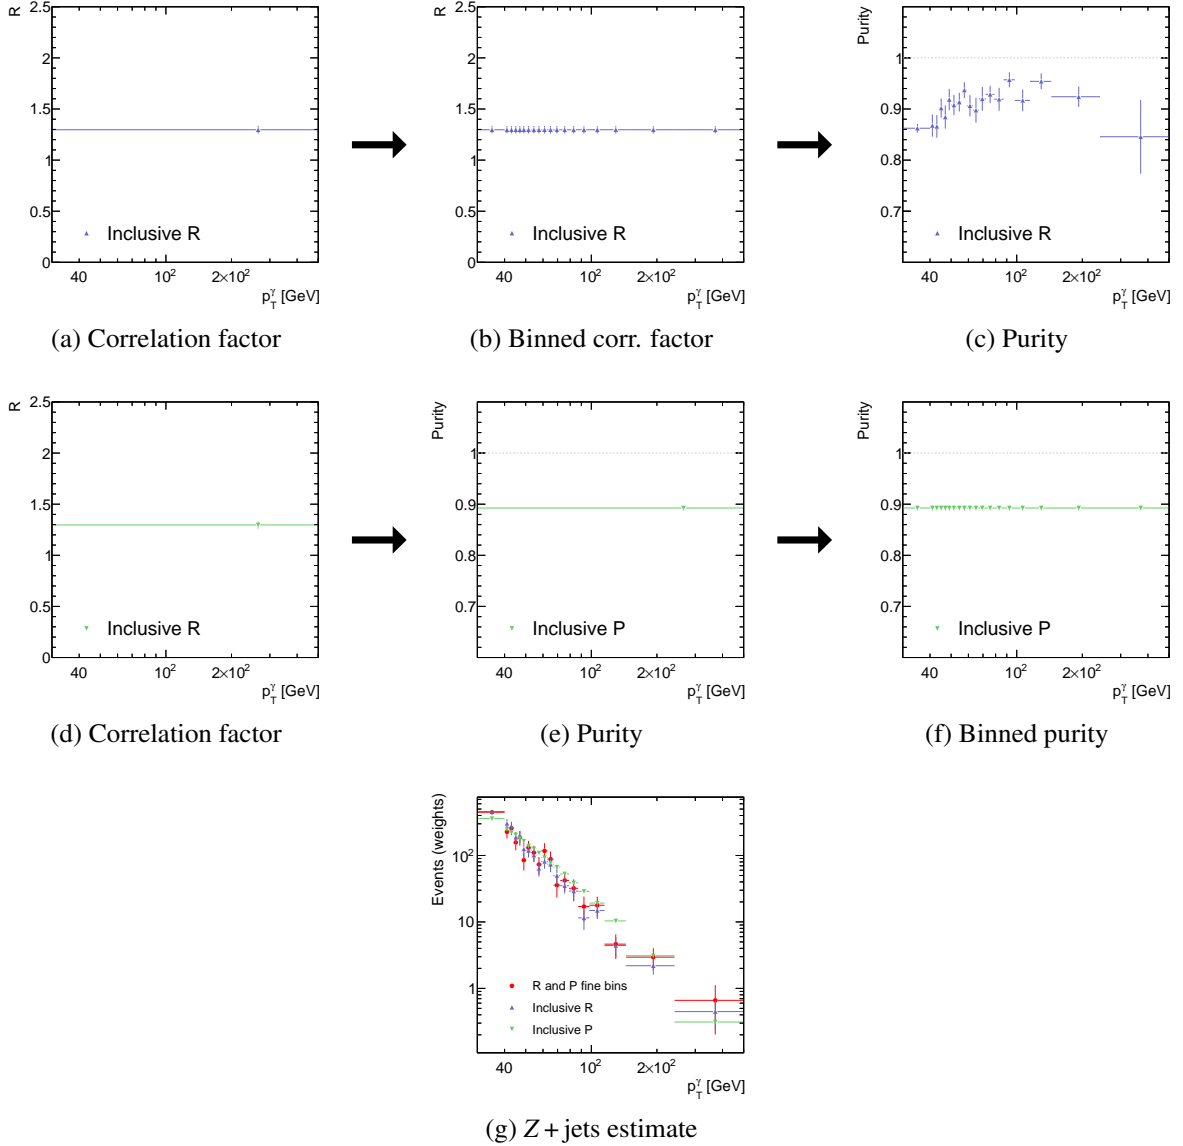 R
2.5
2
1.5
1
0.5
0
Inclusive R
40
10²
2×10²
p_T^γ [GeV]
(a) Correlation factor
R
2.5
2
1.5
1
0.5
0
Inclusive R
40
10²
2×10²
p_T^γ [GeV]
(b) Binned corr. factor
Purity
1
0.9
0.8
0.7
Inclusive R
40
10²
2×10²
p_T^γ [GeV]
(c) Purity
R
2.5
2
1.5
1
0.5
0
Inclusive R
40
10²
2×10²
p_T^γ [GeV]
(d) Correlation factor
Purity
1
0.9
0.8
0.7
Inclusive P
40
10²
2×10²
p_T^γ [GeV]
(e) Purity
Purity
1
0.9
0.8
0.7
Inclusive P
40
10²
2×10²
p_T^γ [GeV]
(f) Binned purity
Events (weights)
10²
10
1
R and P fine bins
Inclusive R
Inclusive P
40
10²
2×10²
p_T^γ [GeV]
(g) Z + jets estimate